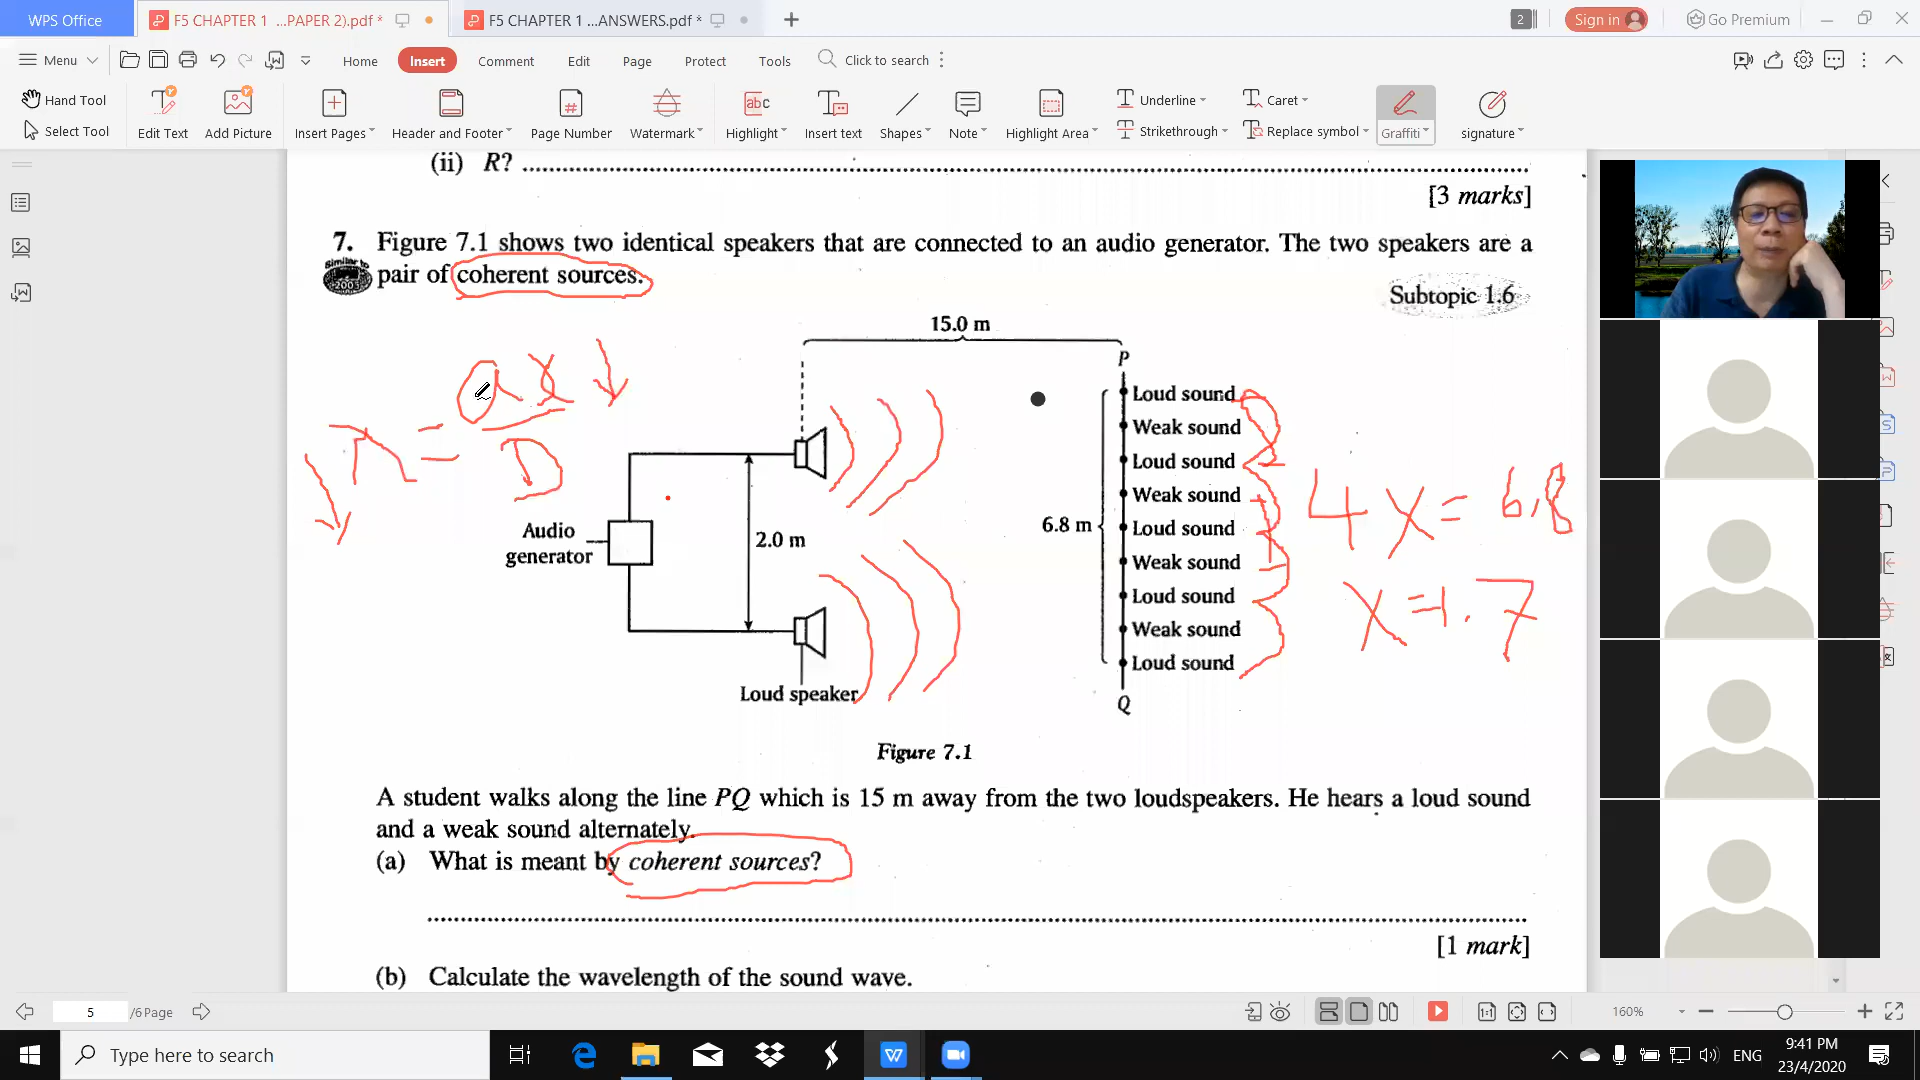 WPS Office
F5 CHAPTER 1 ...PAPER 2).pdf *
F5 CHAPTER 1 ...ANSWERS.pdf *
2
Sign in
Go Premium
Menu
Home
Insert
Comment
Edit
Page
Protect
Tools
Click to search
Hand Tool
Select Tool
Edit Text
Add Picture
Insert Pages
Header and Footer
Page Number
Watermark
Highlight
Insert text
Shapes
Note
Highlight Area
Underline
Strikethrough
Caret
Replace symbol
Graffiti
signature
(ii) R?
[3 marks]
7. Figure 7.1 shows two identical speakers that are connected to an audio generator. The two speakers are a
pair of coherent sources.
Similar to
2003
Subtopic 1.6
15.0 m
P
λ = ax
D
Loud sound
Weak sound
Loud sound
Weak sound
Loud sound
Weak sound
Loud sound
Weak sound
Loud sound
6.8 m
4x = 6.8
x = 1.7
Audio
generator
2.0 m
Loud speaker
Q
Figure 7.1
A student walks along the line PQ which is 15 m away from the two loudspeakers. He hears a loud sound
and a weak sound alternately.
(a) What is meant by coherent sources?
[1 mark]
(b) Calculate the wavelength of the sound wave.
5
/6Page
160%
Type here to search
ENG
9:41 PM
23/4/2020